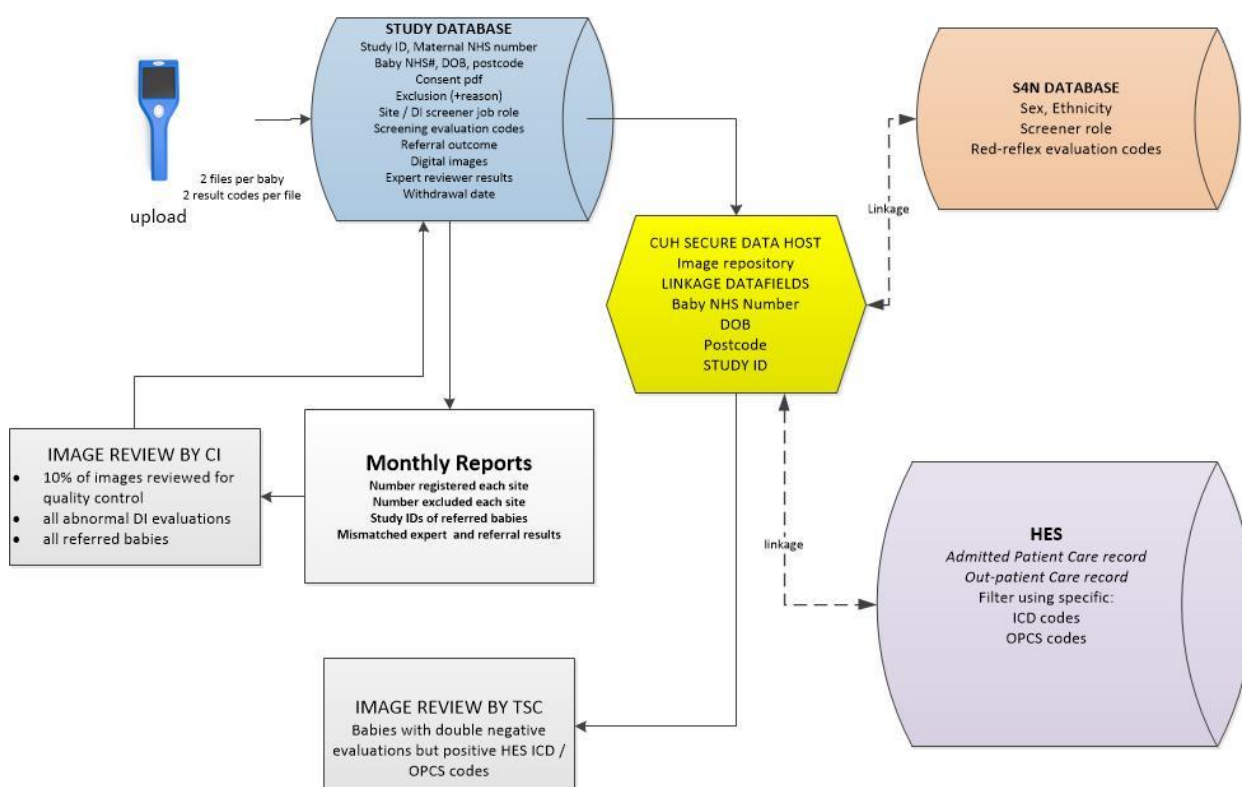 STUDY DATABASE
Study ID, Maternal NHS number
Baby NHS#, DOB, postcode
Consent pdf
Exclusion (+reason)
Site / DI screener job role
Screening evaluation codes
Referral outcome
Digital images
Expert reviewer results
Withdrawal date
2 files per baby
2 result codes per file
upload
S4N DATABASE
Sex, Ethnicity
Screener role
Red-reflex evaluation codes
Linkage
CUH SECURE DATA HOST
Image repository
LINKAGE DATAFIELDS
Baby NHS Number
DOB
Postcode
STUDY ID
IMAGE REVIEW BY CI
• 10% of images reviewed for
quality control
• all abnormal DI evaluations
• all referred babies
Monthly Reports
Number registered each site
Number excluded each site
Study IDs of referred babies
Mismatched expert and referral results
linkage
HES
Admitted Patient Care record
Out-patient Care record
Filter using specific:
ICD codes
OPCS codes
IMAGE REVIEW BY TSC
Babies with double negative
evaluations but positive HES ICD /
OPCS codes